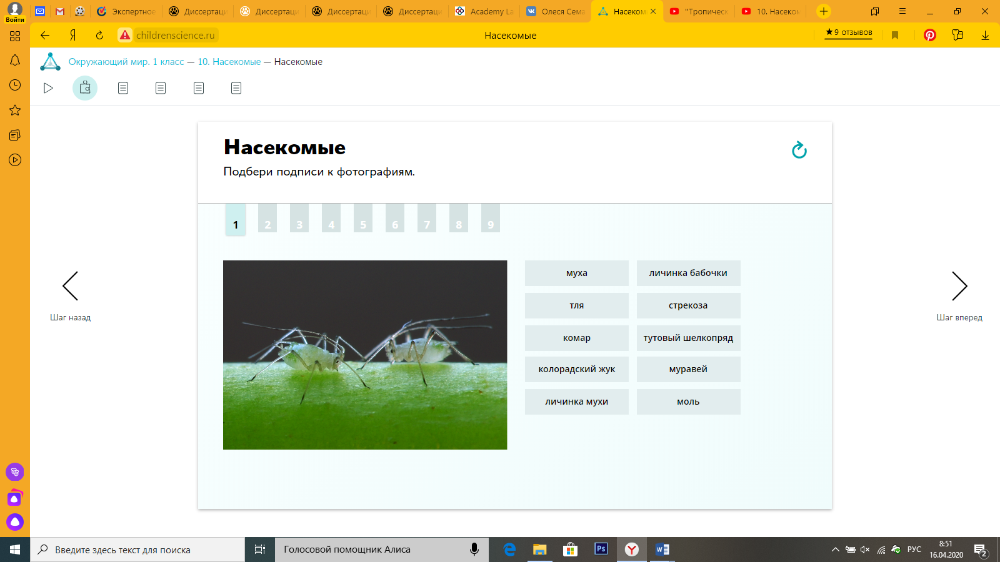 Экспертное
Диссертаци
Диссертаци
Диссертаци
Диссертаци
Academy La
Олеся Сема
Насеком
"Тропическ
10. Насеком
Войти
childrenscience.ru
Насекомые
★9 отзывов
Окружающий мир. 1 класс — 10. Насекомые — Насекомые
Насекомые
Подбери подписи к фотографиям.
1 2 3 4 5 6 7 8 9
муха
личинка бабочки
тля
стрекоза
комар
тутовый шелкопряд
колорадский жук
муравей
личинка мухи
моль
Шаг назад
Шаг вперед
Введите здесь текст для поиска
Голосовой помощник Алиса
Ps
РУС
8:51
16.04.2020
2